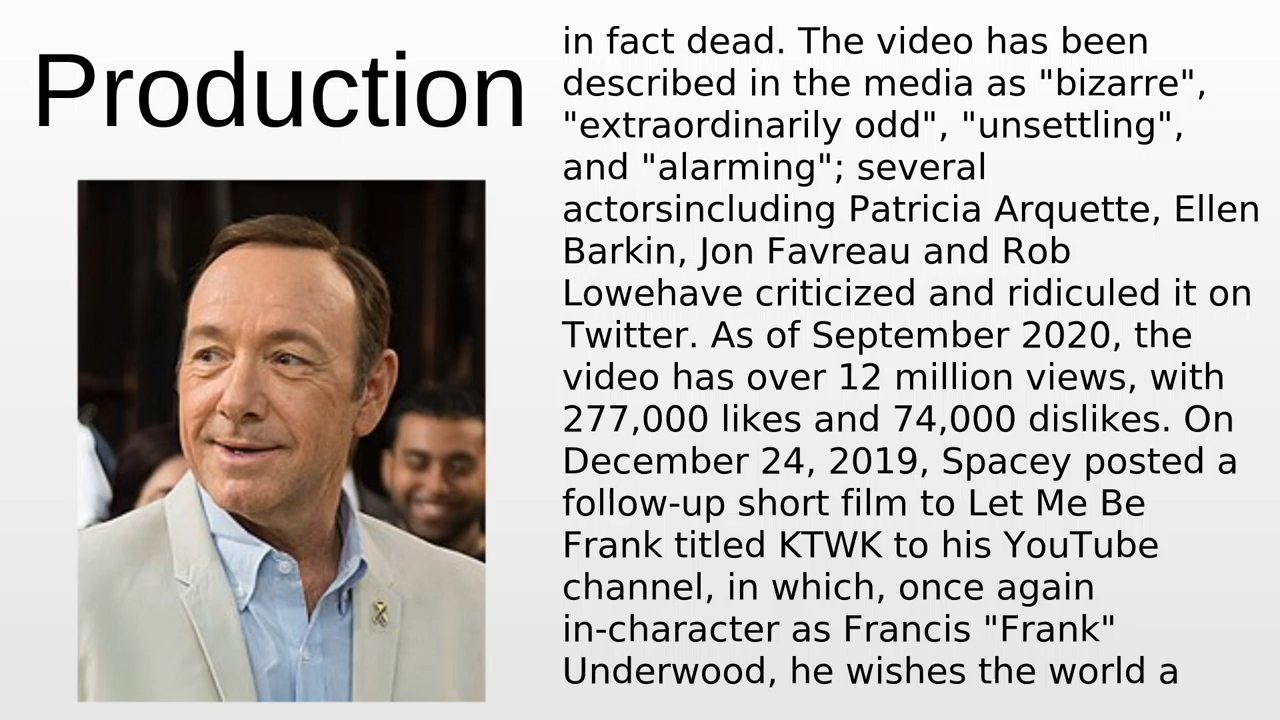 Production
in fact dead. The video has been
described in the media as "bizarre",
"extraordinarily odd", "unsettling",
and "alarming"; several
actorsincluding Patricia Arquette, Ellen
Barkin, Jon Favreau and Rob
Lowehave criticized and ridiculed it on
Twitter. As of September 2020, the
video has over 12 million views, with
277,000 likes and 74,000 dislikes. On
December 24, 2019, Spacey posted a
follow-up short film to Let Me Be
Frank titled KTWK to his YouTube
channel, in which, once again
in-character as Francis "Frank"
Underwood, he wishes the world a